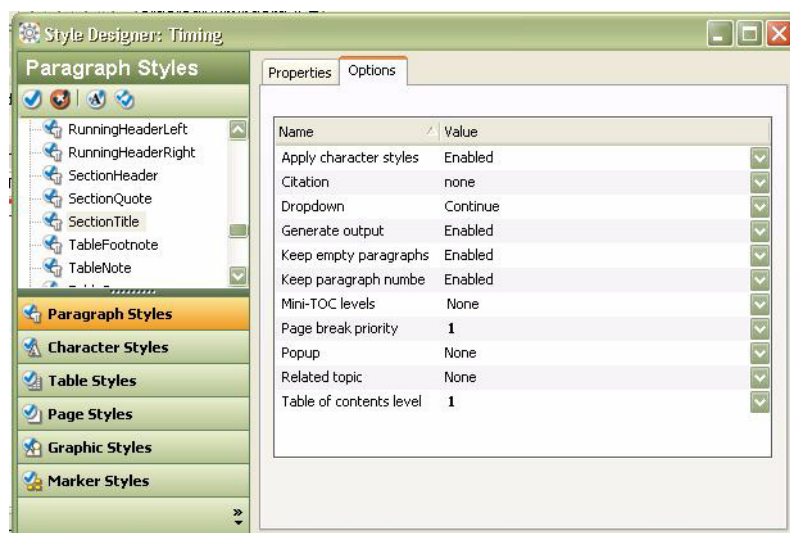 Style Designer: Timing
Paragraph Styles
Properties
Options
RunningHeaderLeft
RunningHeaderRight
SectionHeader
SectionQuote
SectionTitle
TableFootnote
TableNote
Paragraph Styles
Character Styles
Table Styles
Page Styles
Graphic Styles
Marker Styles
Name Value
Apply character styles Enabled
Citation none
Dropdown Continue
Generate output Enabled
Keep empty paragraphs Enabled
Keep paragraph numbe Enabled
Mini-TOC levels None
Page break priority 1
Popup None
Related topic None
Table of contents level 1